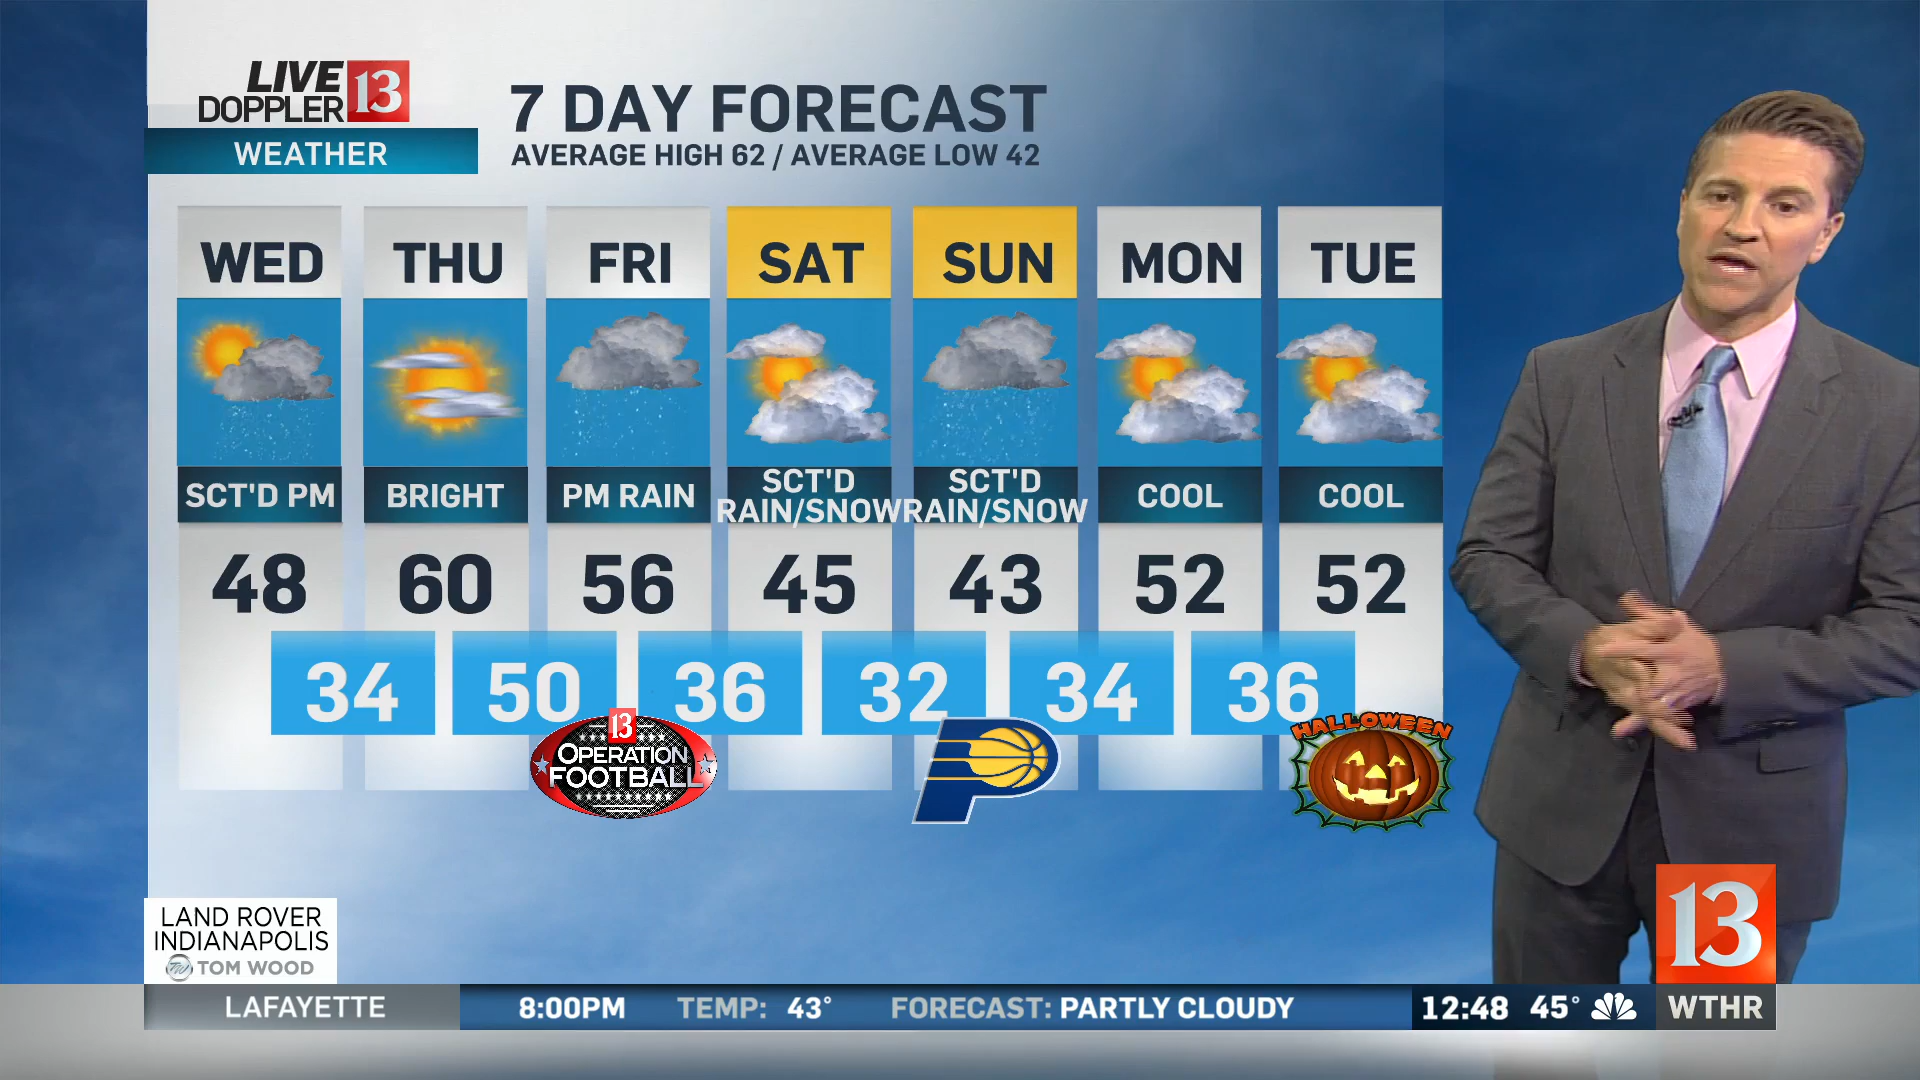 LIVE
DOPPLER 13
WEATHER
7 DAY FORECAST
AVERAGE HIGH 62 / AVERAGE LOW 42
WED THU FRI SAT SUN MON TUE
SCT'D PM BRIGHT PM RAIN SCT'D RAIN/SNOW SCT'D RAIN/SNOW COOL COOL
48 60 56 45 43 52 52
34 50 36 32 34 36
13
OPERATION
FOOTBALL
HALLOWEEN
LAND ROVER
INDIANAPOLIS
TW TOM WOOD
13
LAFAYETTE 8:00PM TEMP: 43° FORECAST: PARTLY CLOUDY 12:48 45° WTHR